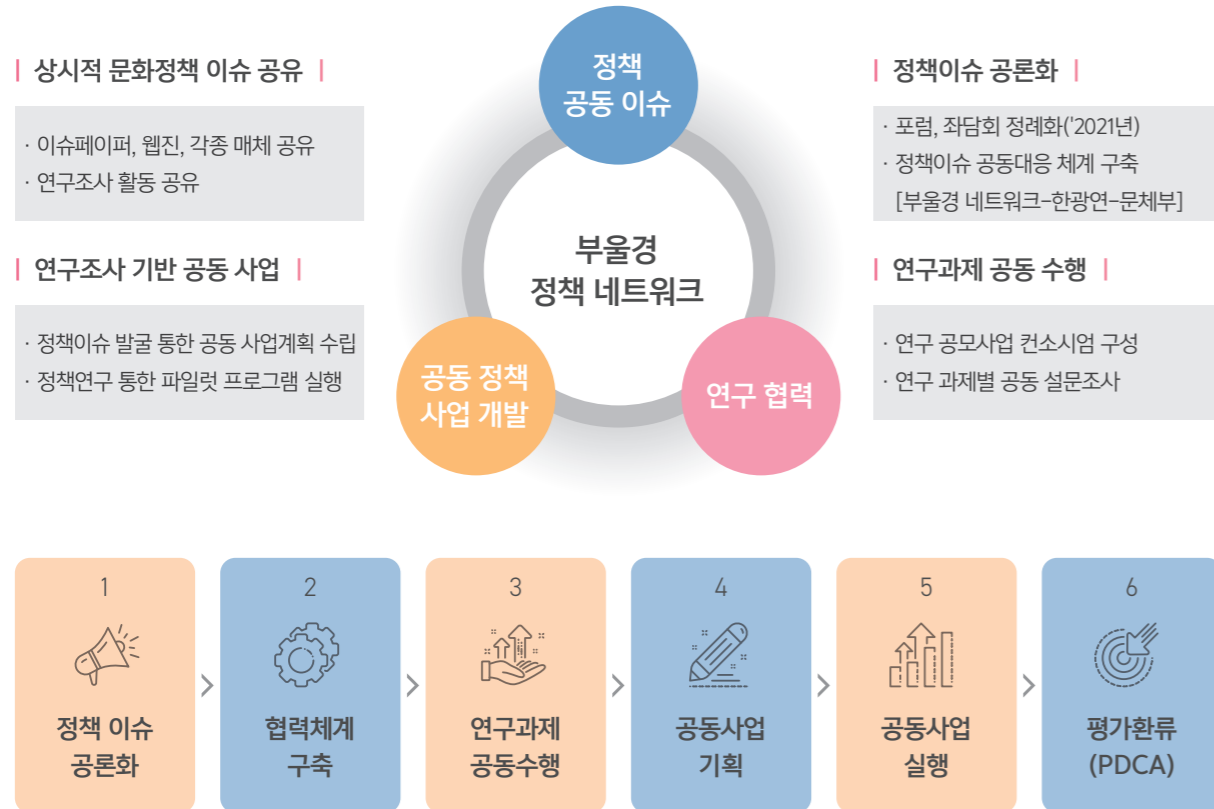 | 상시적 문화정책 이슈 공유 |
· 이슈페이퍼, 웹진, 각종 매체 공유
· 연구조사 활동 공유
| 연구조사 기반 공동 사업 |
· 정책이슈 발굴 통한 공동 사업계획 수립
· 정책연구 통한 파일럿 프로그램 실행
정책
공동 이슈
부울경
정책 네트워크
공동 정책
사업 개발
연구 협력
| 정책이슈 공론화 |
· 포럼, 좌담회 정례화('2021년)
· 정책이슈 공동대응 체계 구축
[부울경 네트워크-한광연-문체부]
| 연구과제 공동 수행 |
· 연구 공모사업 컨소시엄 구성
· 연구 과제별 공동 설문조사
1
정책 이슈
공론화
2
협력체계
구축
3
연구과제
공동수행
4
공동사업
기획
5
공동사업
실행
6
평가환류
(PDCA)